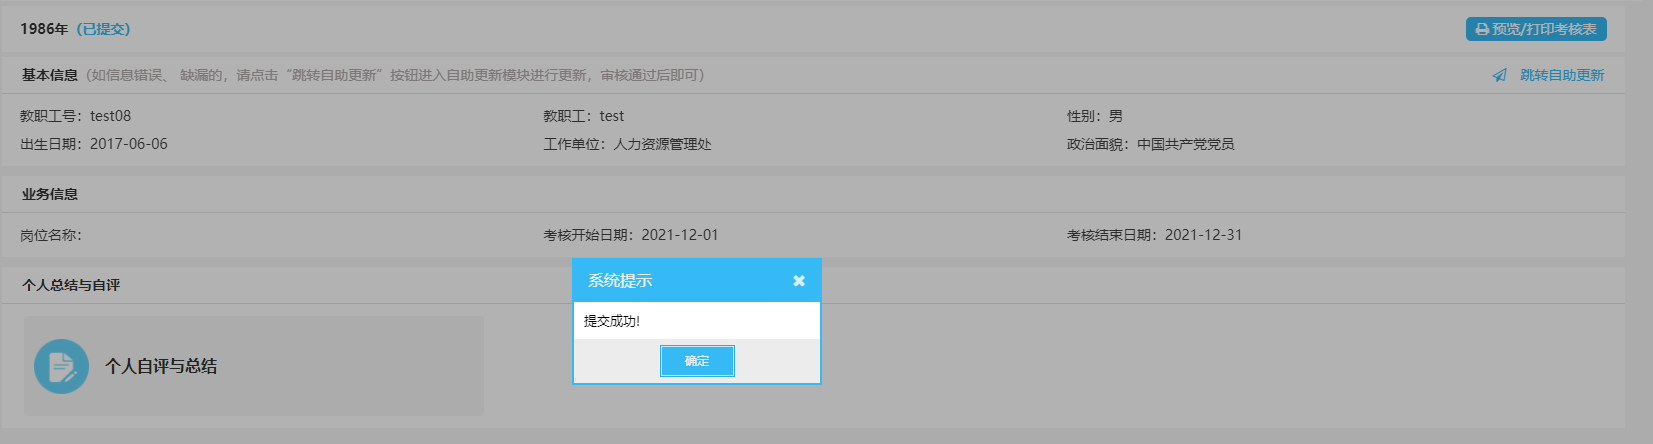 1986年（已提交）
预览/打印考核表
基本信息（如信息错误、缺漏的，请点击“跳转自助更新”按钮进入自助更新模块进行更新，审核通过后即可）
跳转自助更新
教职工号：test08
教职工：test
性别：男
出生日期：2017-06-06
工作单位：人力资源管理处
政治面貌：中国共产党党员
业务信息
岗位名称：
考核开始日期：2021-12-01
考核结束日期：2021-12-31
个人总结与自评
系统提示
提交成功!
确定
个人自评与总结